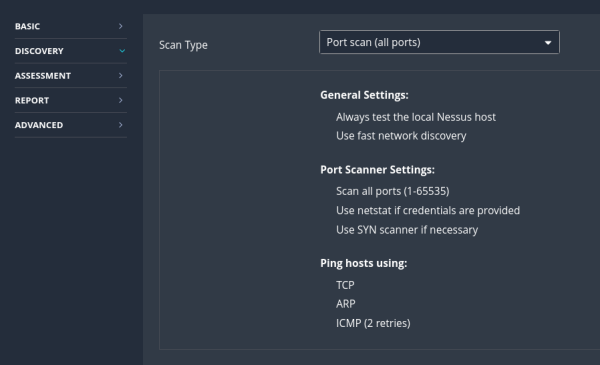 BASIC
DISCOVERY
ASSESSMENT
REPORT
ADVANCED
Scan Type
Port scan (all ports)
General Settings:
Always test the local Nessus host
Use fast network discovery
Port Scanner Settings:
Scan all ports (1-65535)
Use netstat if credentials are provided
Use SYN scanner if necessary
Ping hosts using:
TCP
ARP
ICMP (2 retries)